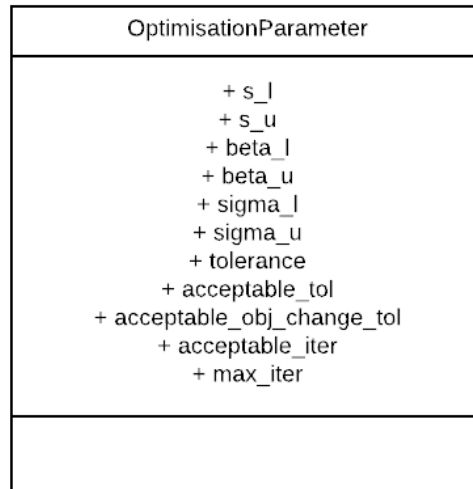 OptimisationParameter
+ s_l
+ s_u
+ beta_l
+ beta_u
+ sigma_l
+ sigma_u
+ tolerance
+ acceptable_tol
+ acceptable_obj_change_tol
+ acceptable_iter
+ max_iter